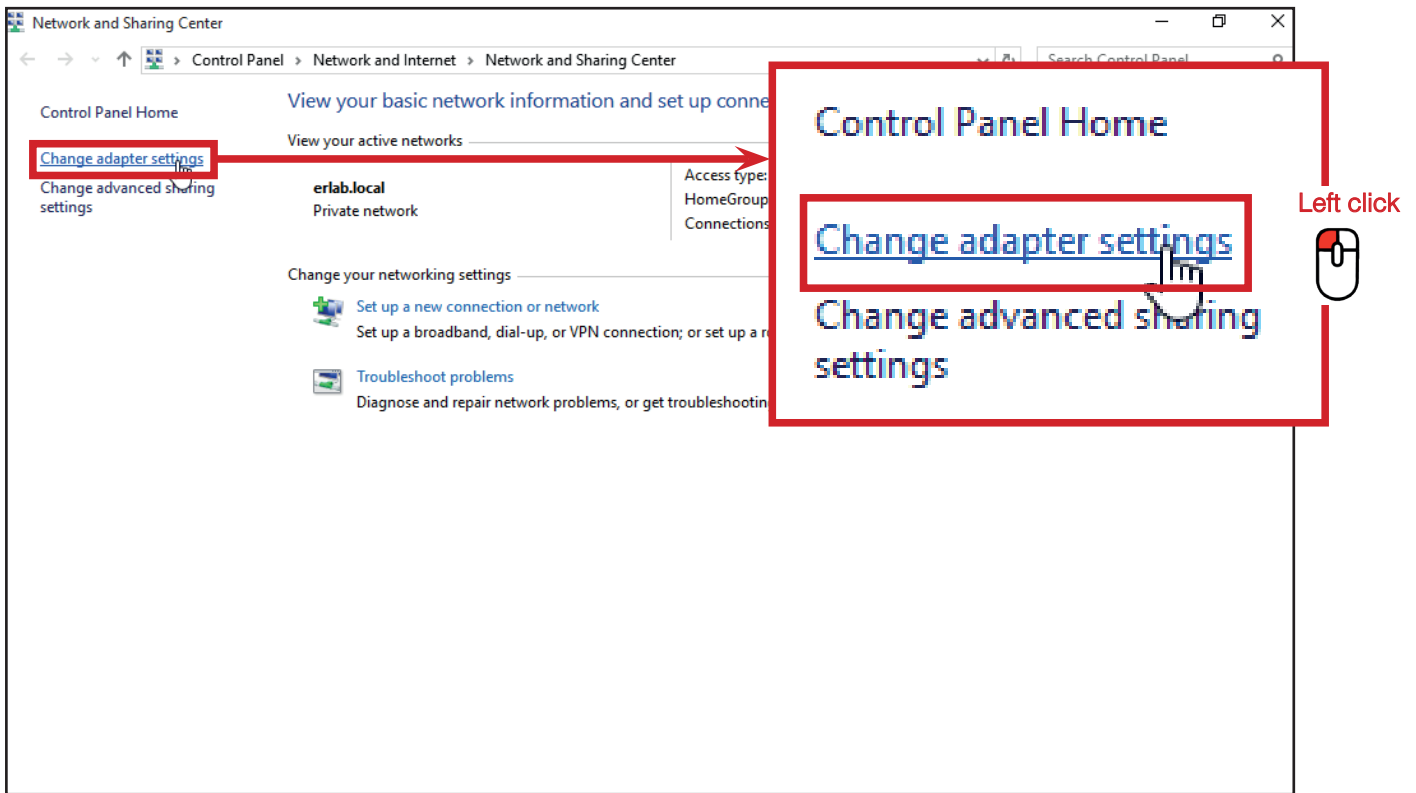 Network and Sharing Center
Control Panel > Network and Internet > Network and Sharing Center
Search Control Panel
Control Panel Home
Change adapter settings
Change advanced sharing
settings
View your basic network information and set up conne
View your active networks
erlab.local
Private network
Access type:
HomeGroup
Connections
Change your networking settings
Set up a new connection or network
Set up a broadband, dial-up, or VPN connection; or set up a r
Troubleshoot problems
Diagnose and repair network problems, or get troubleshootin
Control Panel Home
Change adapter settings
Change advanced sharing
settings
Left click